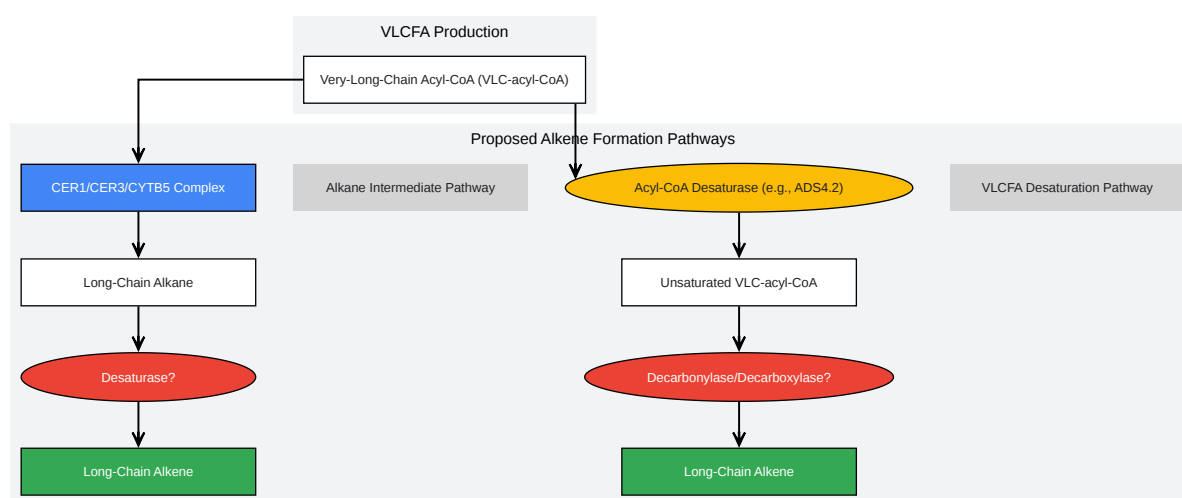 VLCFA Production
Very-Long-Chain Acyl-CoA (VLC-acyl-CoA)
Proposed Alkene Formation Pathways
CER1/CER3/CYTB5 Complex
Alkane Intermediate Pathway
Acyl-CoA Desaturase (e.g., ADS4.2)
VLCFA Desaturation Pathway
Long-Chain Alkane
Unsaturated VLC-acyl-CoA
Desaturase?
Decarbonylase/Decarboxylase?
Long-Chain Alkene
Long-Chain Alkene